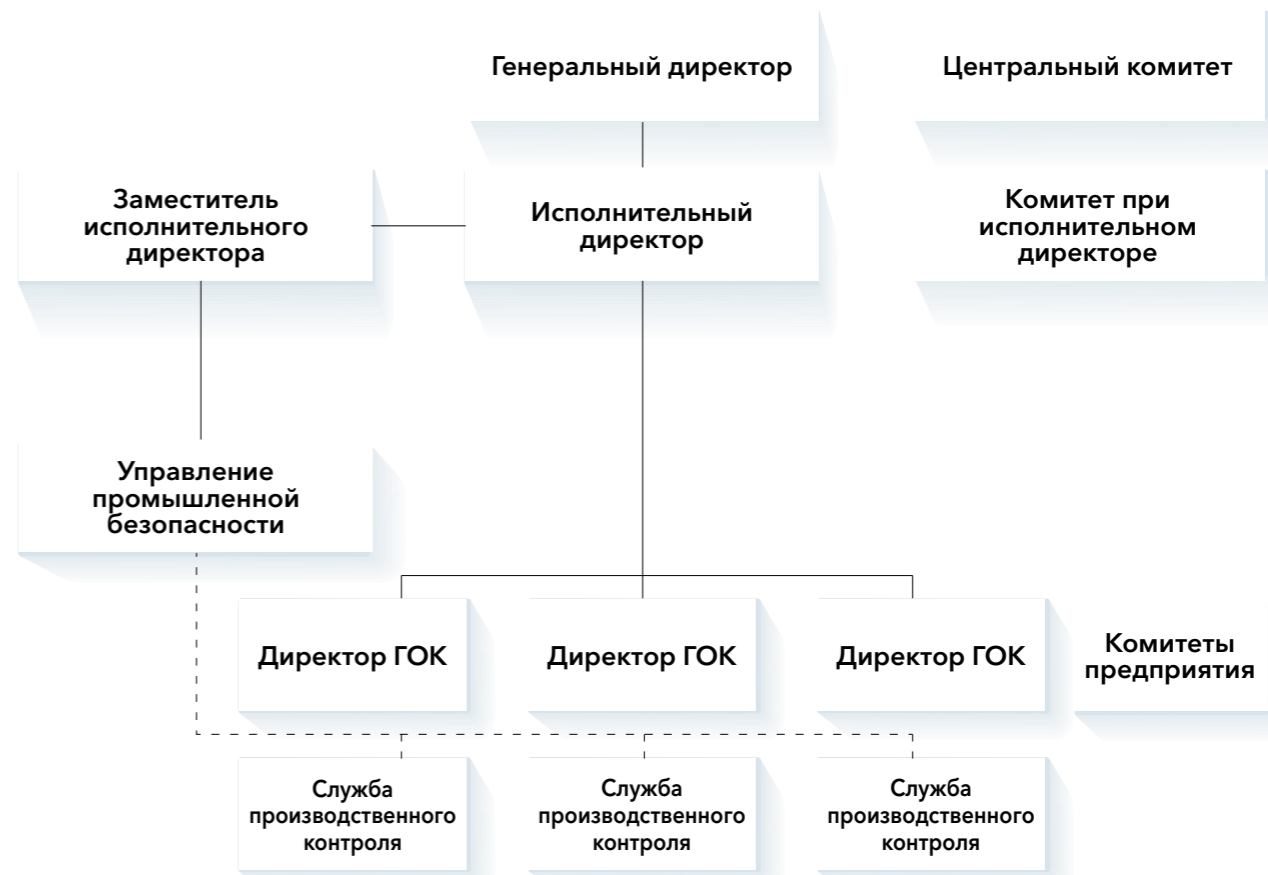 Генеральный директор
Центральный комитет
Заместитель
исполнительного
директора
Исполнительный
директор
Комитет при
исполнительном
директоре
Управление
промышленной
безопасности
Директор ГОК
Директор ГОК
Директор ГОК
Комитеты
предприятия
Служба
производственного
контроля
Служба
производственного
контроля
Служба
производственного
контроля